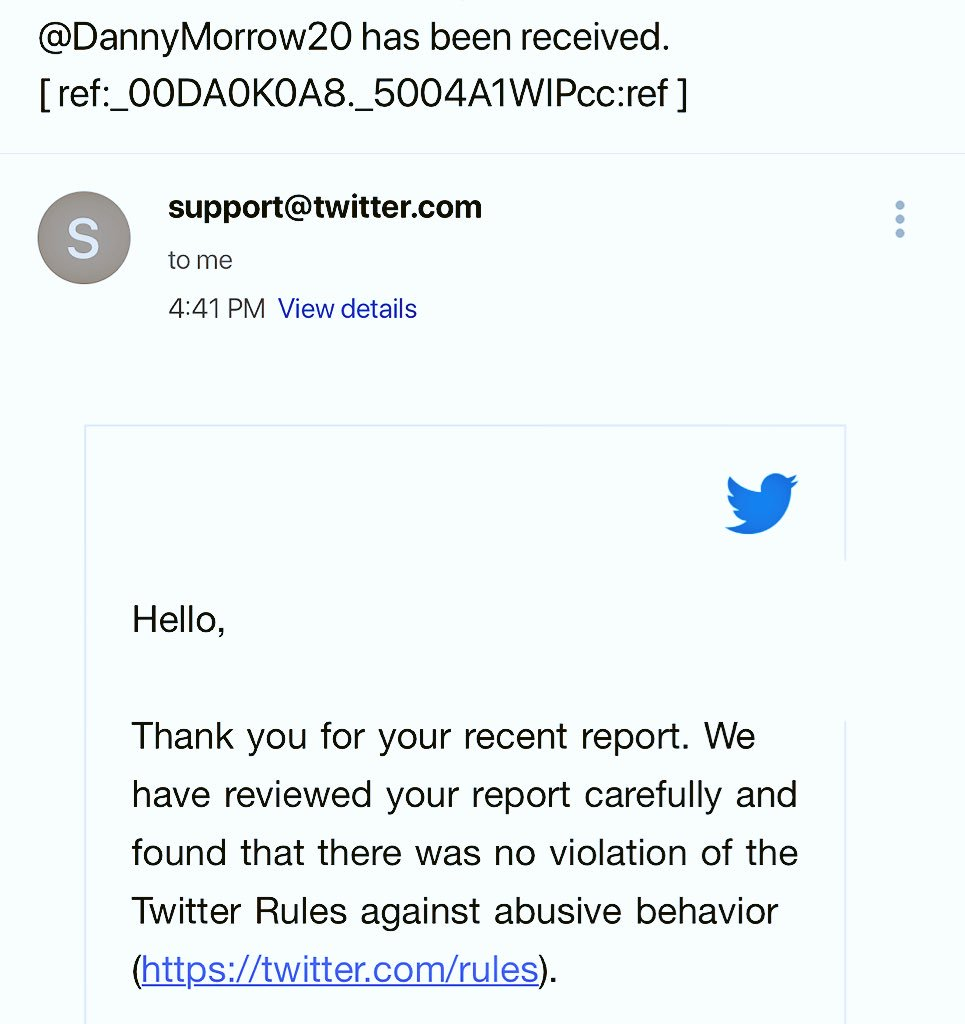 @DannyMorrow20 has been received.
[ ref:_00DA0K0A8._5004A1WIPcc:ref ]
S
support@twitter.com
to me
4:41 PM View details
Hello,
Thank you for your recent report. We
have reviewed your report carefully and
found that there was no violation of the
Twitter Rules against abusive behavior
(https://twitter.com/rules).